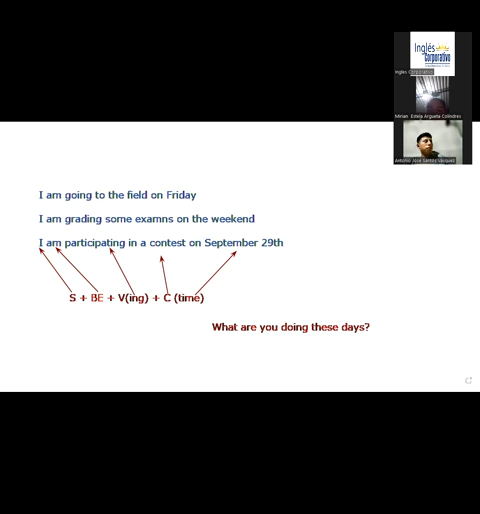 Inglés
Corporativo
Inglés Corporativo
Mirian Estela Argueta Colindres
Antonio José Santos Vásquez
I am going to the field on Friday
I am grading some examns on the weekend
I am participating in a contest on September 29th
S + BE + V(ing) + C (time)
What are you doing these days?